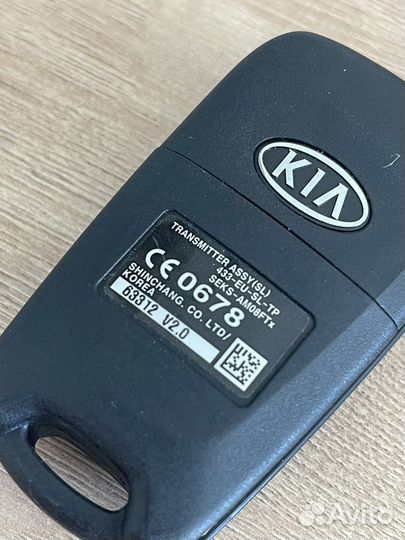 KIA
TRANSMITTER ASSY(SL)
433-EU-SL-TP
SEKS-AM08FTx
CE 0678
SHINCHANG. CO. LTD/
KOREA
63312 V2.0
Avito